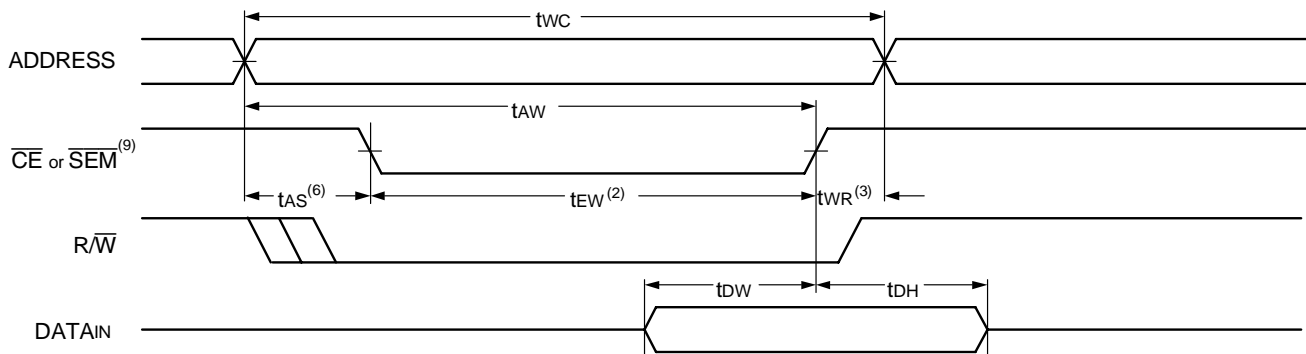 tWC
ADDRESS
tAW
CE or SEM(9)
tAS(6) tEW(2) tWR(3)
R/W
tDW tDH
DATAIN